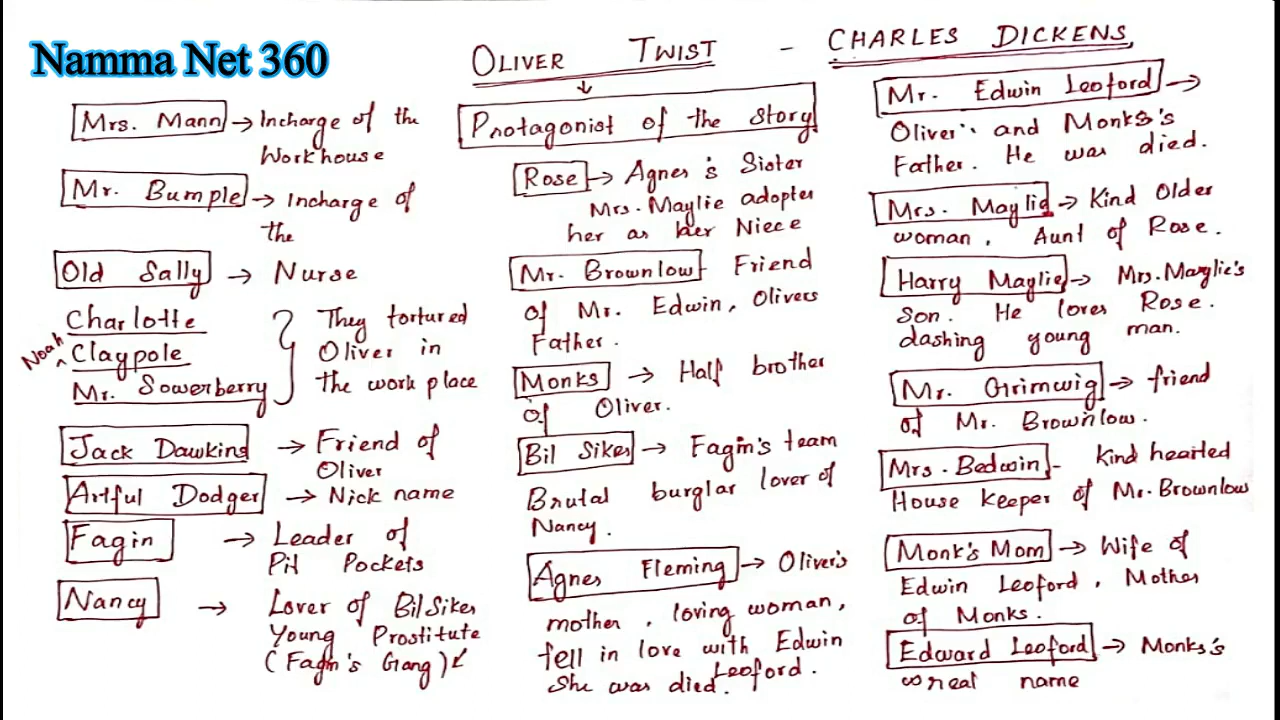 Namma Net 360
OLIVER TWIST - CHARLES DICKENS
Protagonist of the story
Mrs. Mann → Incharge of the
Workhouse
Mr. Bumple → Incharge of
the
Old Sally → Nurse
Charlotte
Noah Claypole
Mr. Sowerberry
They tortured
Oliver in
the work place
Jack Dawkins → Friend of
Oliver
Artful Dodger → Nick name
Fagin → Leader of
Pit Pockets
Nancy → Lover of Bil Sikes
Young Prostitute
(Fagin's Gang)
Rose → Agnes's Sister
Mrs. Maylie adopter
her as her Niece
Mr. Brownlow - Friend
of Mr. Edwin, Olivers
Father.
Monks → Half brother
of Oliver.
Bil Sikes → Fagin's team
Brutal burglar lover of
Nancy.
Agnes Fleming → Oliver's
mother, loving woman,
fell in love with Edwin
Leoford.
She was died.
Mr. Edwin Leoford →
Oliver's and Monks's
Father. He was died.
Mrs. Maylie → Kind Older
woman, Aunt of Rose.
Harry Maylie → Mrs. Maylie's
Son. He loves Rose.
dashing young man.
Mr. Grimwig → friend
of Mr. Brownlow.
Mrs. Bedwin - Kind hearted
House keeper of Mr. Brownlow
Monk's Mom → Wife of
Edwin Leoford, Mother
of Monks.
Edward Leoford → Monks's
real name